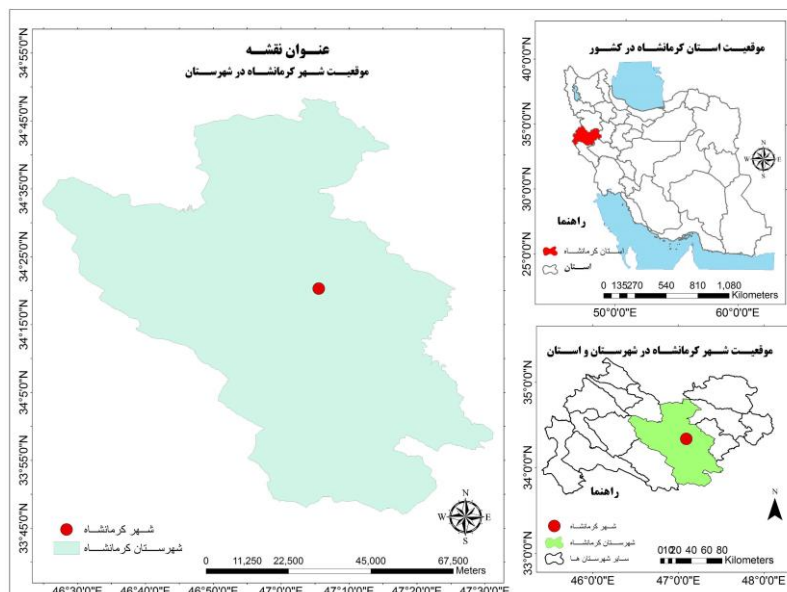 عنوان نقشه
موقعیت شهر کرمانشاه در شهرستان
34°55'0"N
34°45'0"N
34°35'0"N
34°25'0"N
34°15'0"N
34°5'0"N
33°55'0"N
33°45'0"N
N
W E
S
شهر کرمانشاه
شهرستان کرمانشاه
0 11,250 22,500 45,000 67,500
Meters
46°30'0"E 46°40'0"E 46°50'0"E 47°0'0"E 47°10'0"E 47°20'0"E 47°30'0"E
موقعیت استان کرمانشاه در کشور
40°0'0"N
35°0'0"N
30°0'0"N
25°0'0"N
N
W E
S
راهنما
استان کرمانشاه
استان
0 135270 540 810 1,080
Kilometers
50°0'0"E 60°0'0"E
موقعیت شهر کرمانشاه در شهرستان و استان
35°0'0"N
34°0'0"N
33°0'0"N
راهنما
N
شهر کرمانشاه
شهرستان کرمانشاه
سایر شهرستان ها
01020 40 60 80
Kilometers
46°0'0"E 47°0'0"E 48°0'0"E